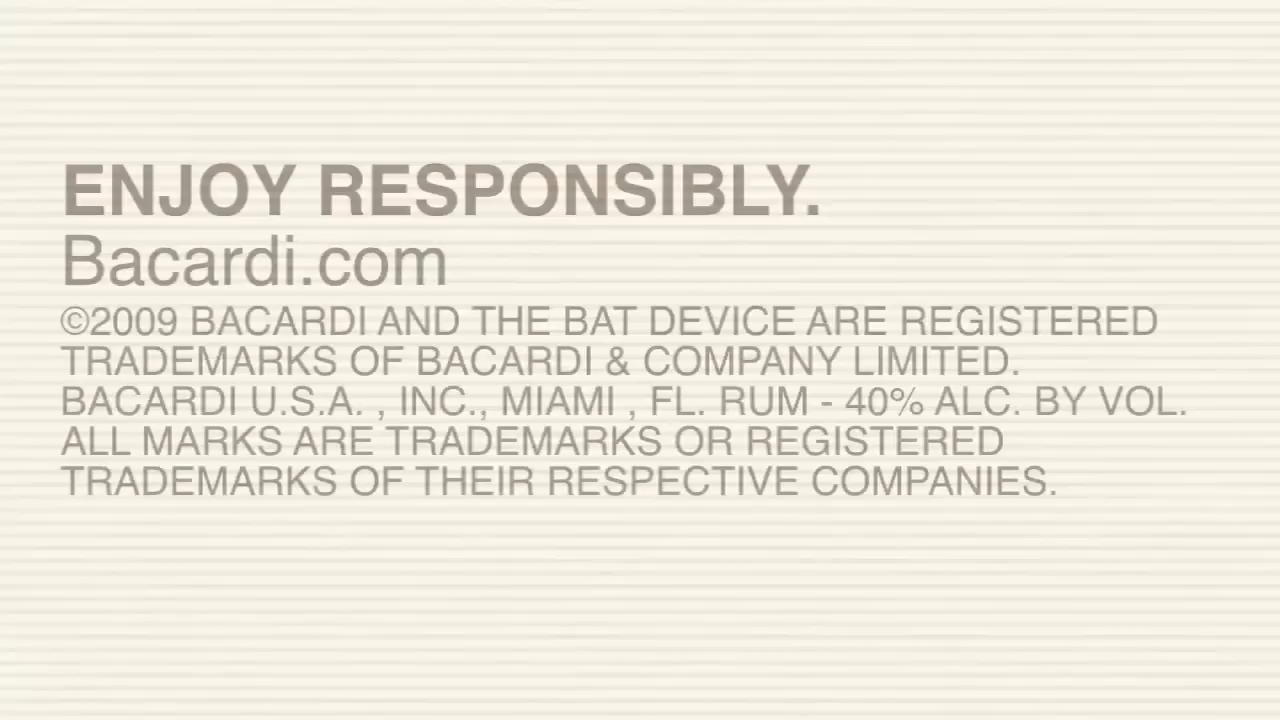 ENJOY RESPONSIBLY.
Bacardi.com
©2009 BACARDI AND THE BAT DEVICE ARE REGISTERED
TRADEMARKS OF BACARDI & COMPANY LIMITED.
BACARDI U.S.A. , INC., MIAMI , FL. RUM - 40% ALC. BY VOL.
ALL MARKS ARE TRADEMARKS OR REGISTERED
TRADEMARKS OF THEIR RESPECTIVE COMPANIES.